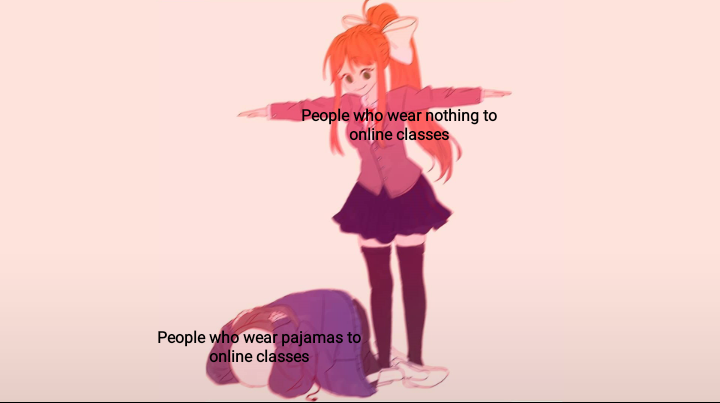 People who wear nothing to
online classes
People who wear pajamas to
online classes